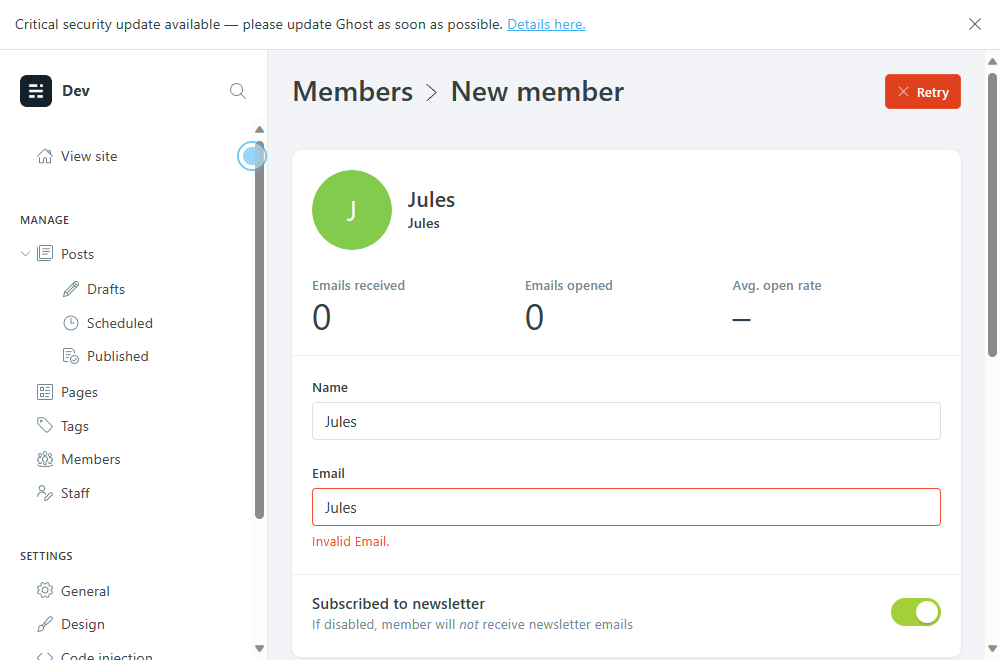 Critical security update available — please update Ghost as soon as possible. Details here.
Dev
View site
MANAGE
Posts
Drafts
Scheduled
Published
Pages
Tags
Members
Staff
SETTINGS
General
Design
Code injection
Members > New member
Retry
J
Jules
Jules
Emails received
0
Emails opened
0
Avg. open rate
–
Name
Jules
Email
Jules
Invalid Email.
Subscribed to newsletter
If disabled, member will not receive newsletter emails